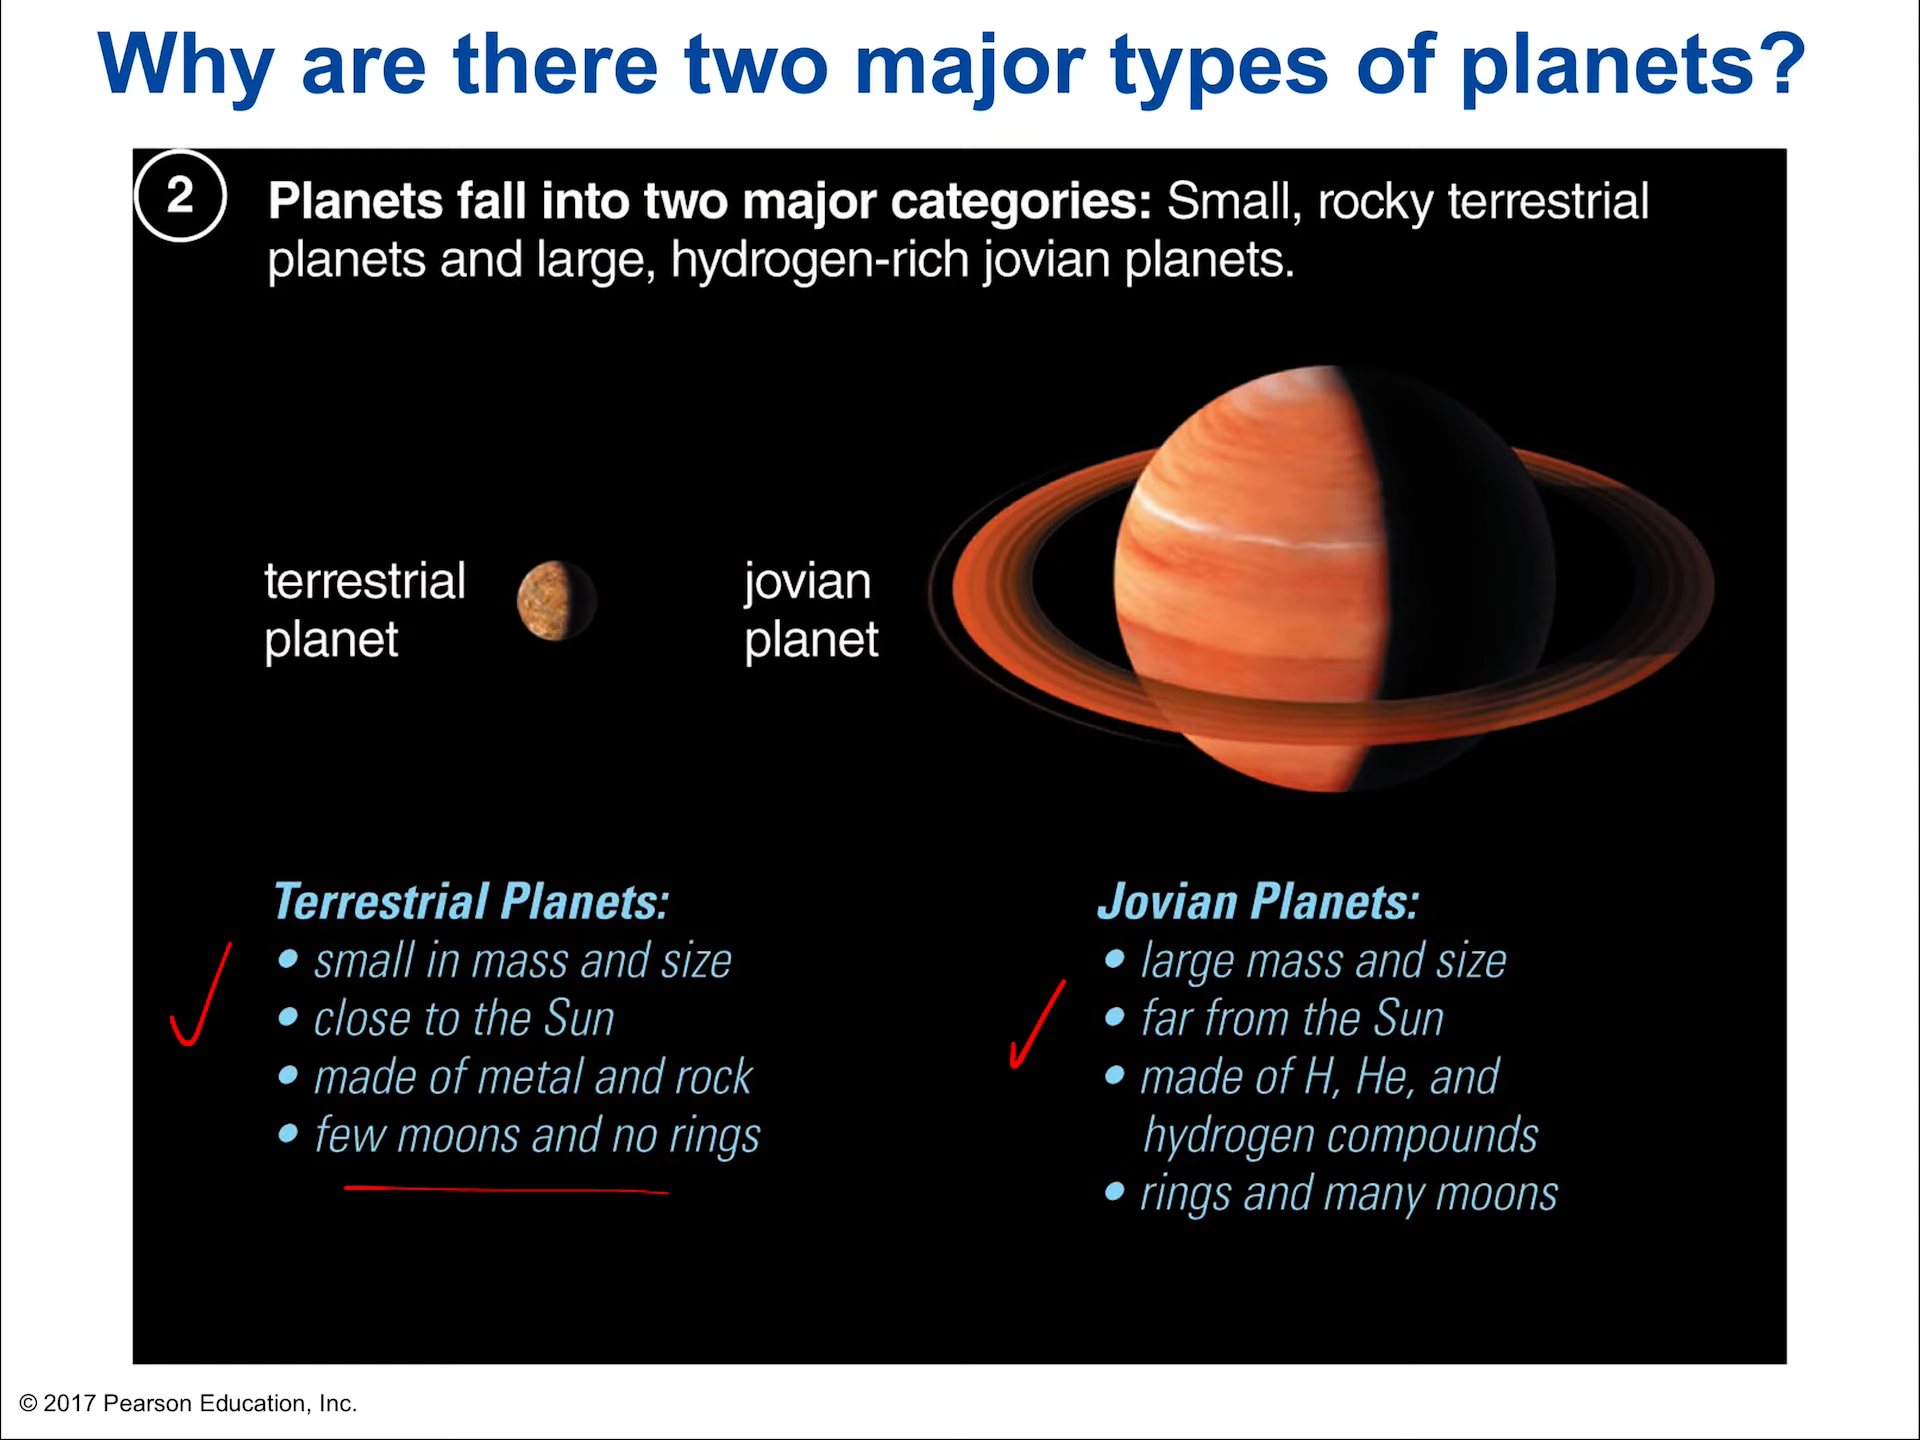 Why are there two major types of planets?
2
Planets fall into two major categories: Small, rocky terrestrial
planets and large, hydrogen-rich jovian planets.
terrestrial
planet
jovian
planet
Terrestrial Planets:
• small in mass and size
• close to the Sun
• made of metal and rock
• few moons and no rings
Jovian Planets:
• large mass and size
• far from the Sun
• made of H, He, and
hydrogen compounds
• rings and many moons
© 2017 Pearson Education, Inc.